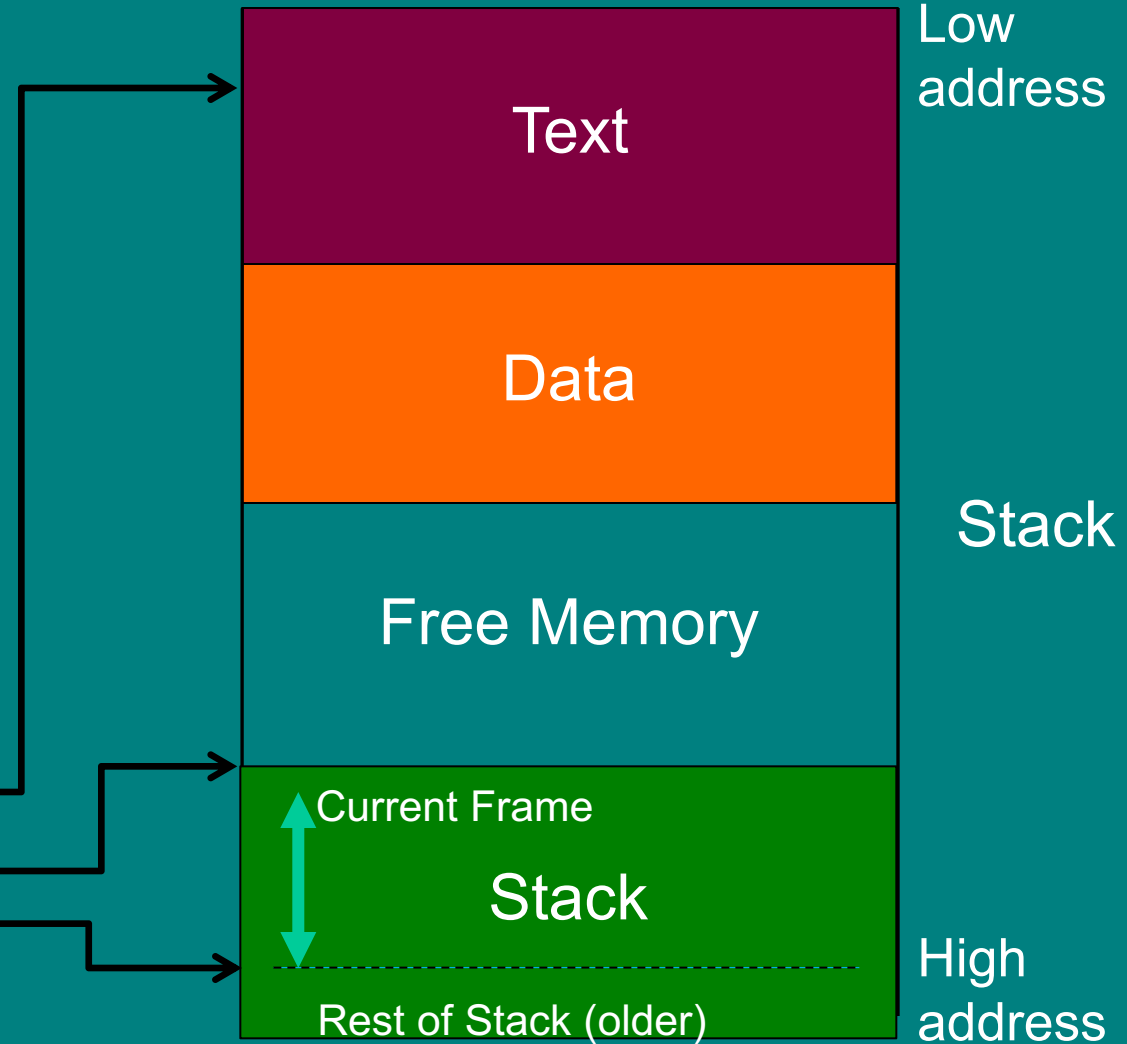 Low
address
Text
Data
Stack
Free Memory
Current Frame
Stack
Rest of Stack (older)
High
address